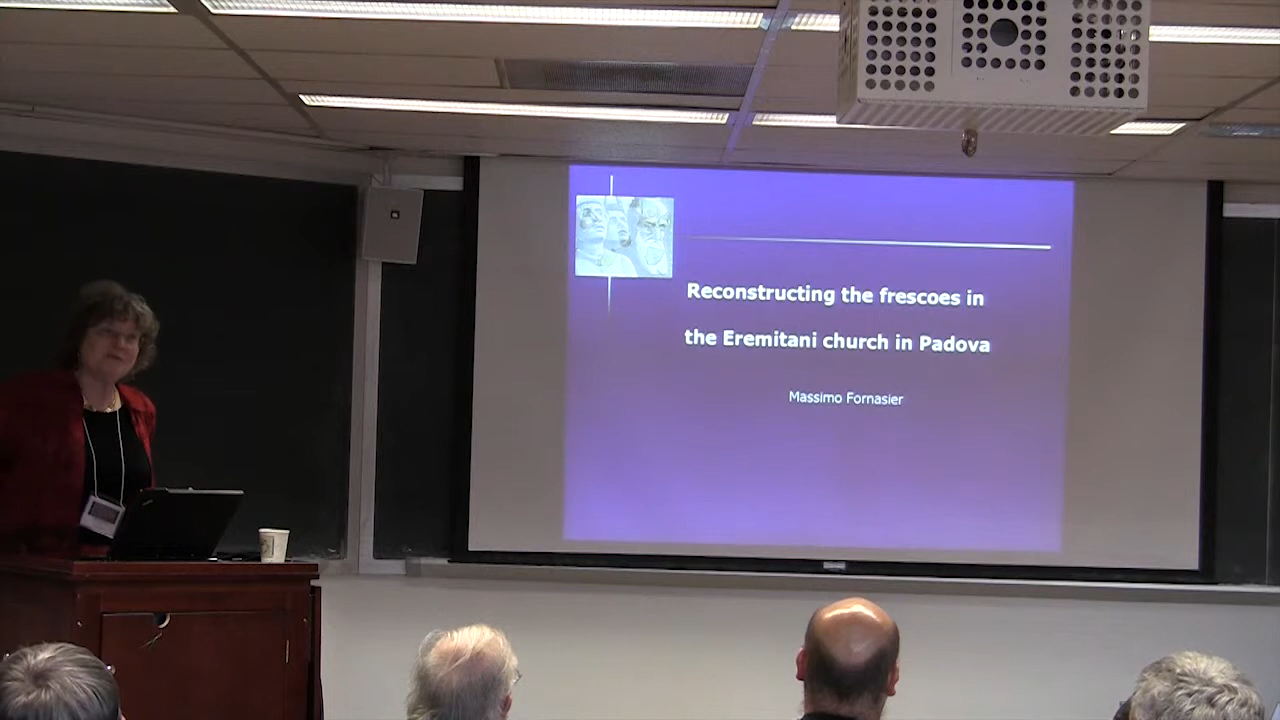 Reconstructing the frescoes in
the Eremitani church in Padova
Massimo Fornasier